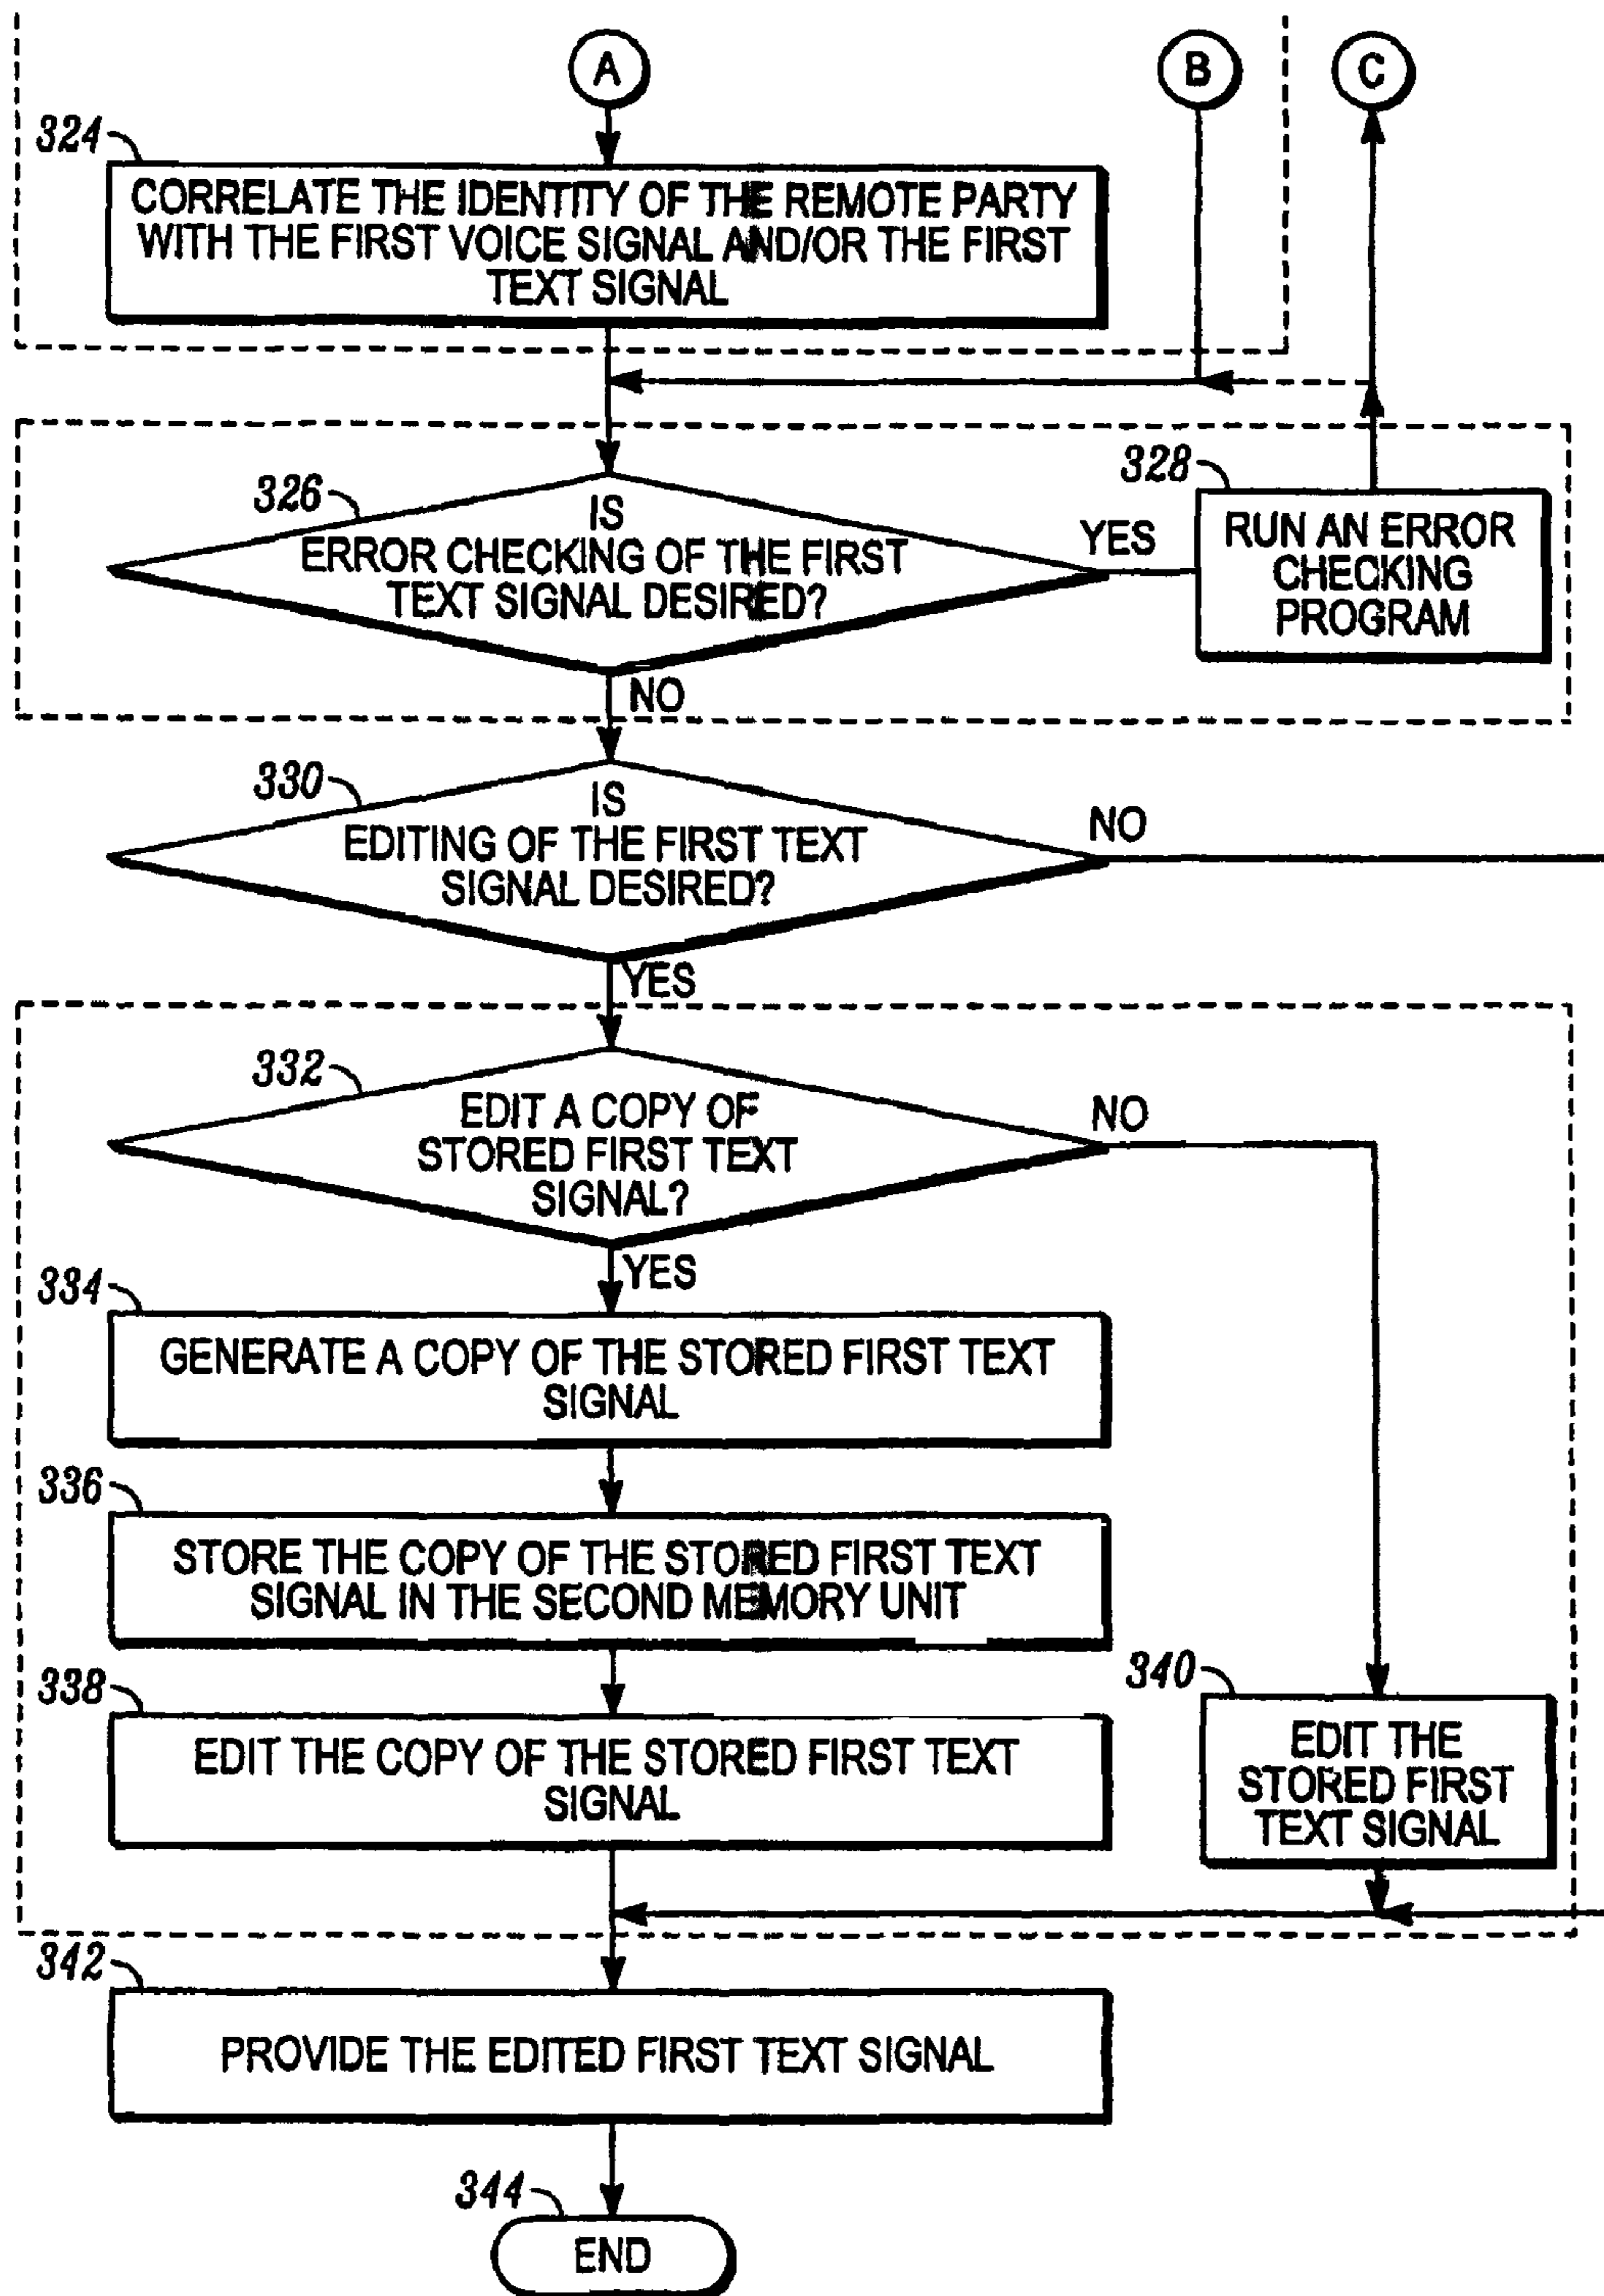 A
B
C
324
CORRELATE THE IDENTITY OF THE REMOTE PARTY
WITH THE FIRST VOICE SIGNAL AND/OR THE FIRST
TEXT SIGNAL
326
IS
ERROR CHECKING OF THE FIRST
TEXT SIGNAL DESIRED?
YES
328
RUN AN ERROR
CHECKING
PROGRAM
NO
330
IS
EDITING OF THE FIRST TEXT
SIGNAL DESIRED?
NO
YES
332
EDIT A COPY OF
STORED FIRST TEXT
SIGNAL?
NO
YES
334
GENERATE A COPY OF THE STORED FIRST TEXT
SIGNAL
336
STORE THE COPY OF THE STORED FIRST TEXT
SIGNAL IN THE SECOND MEMORY UNIT
338
EDIT THE COPY OF THE STORED FIRST TEXT
SIGNAL
340
EDIT THE
STORED FIRST
TEXT SIGNAL
342
PROVIDE THE EDITED FIRST TEXT SIGNAL
344
END